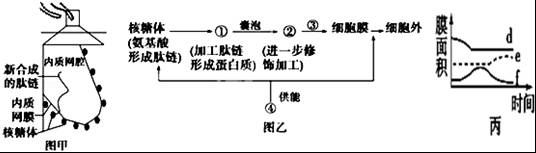 新合成
的肽链
内质网腔
内质
网膜
核糖体
图甲
核糖体
(氨基酸
形成肽链)
①
囊泡
②
③
细胞膜
细胞外
(加工肽链
形成蛋白质)
(进一步修
饰加工)
④
供能
图乙
膜
面
积
d
e
f
时间
丙